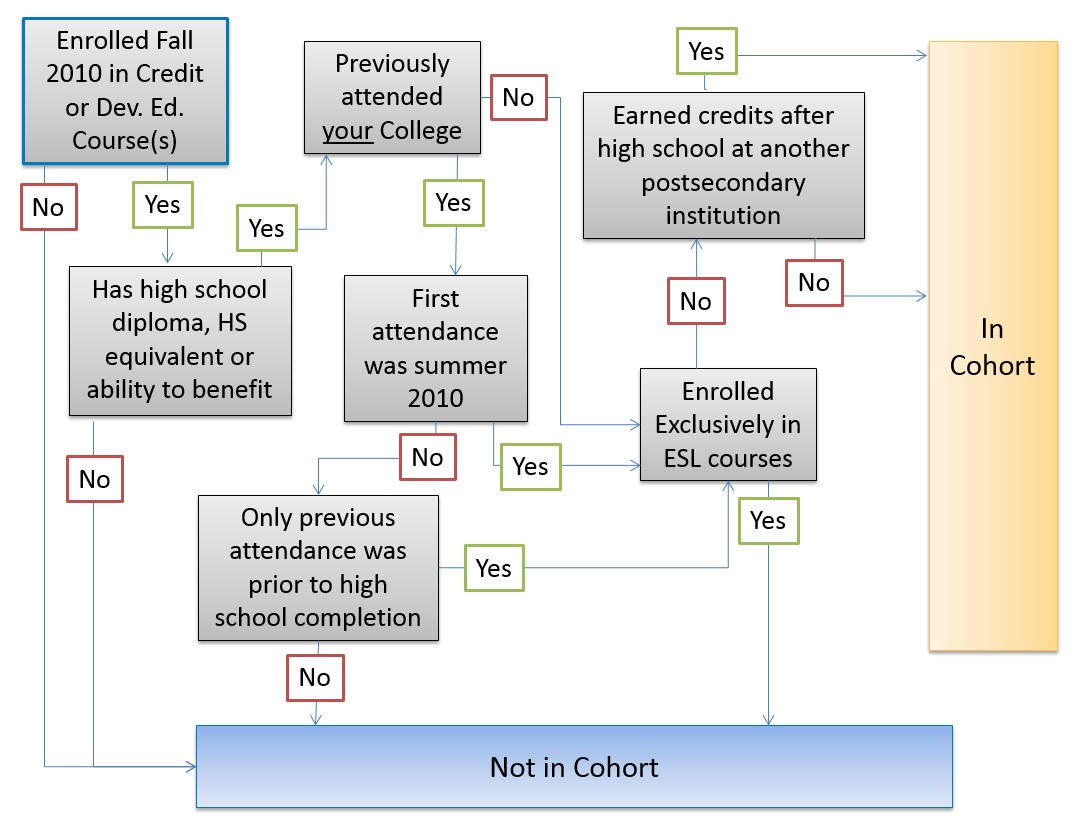 Enrolled Fall
2010 in Credit
or Dev. Ed.
Course(s)
No
Yes
Has high school
diploma, HS
equivalent or
ability to benefit
No
Yes
Previously
attended
your College
No
Yes
First
attendance
was summer
2010
No
Yes
Only previous
attendance was
prior to high
school completion
No
Yes
Enrolled
Exclusively in
ESL courses
No
Yes
Earned credits after
high school at another
postsecondary
institution
Yes
No
In
Cohort
Not in Cohort